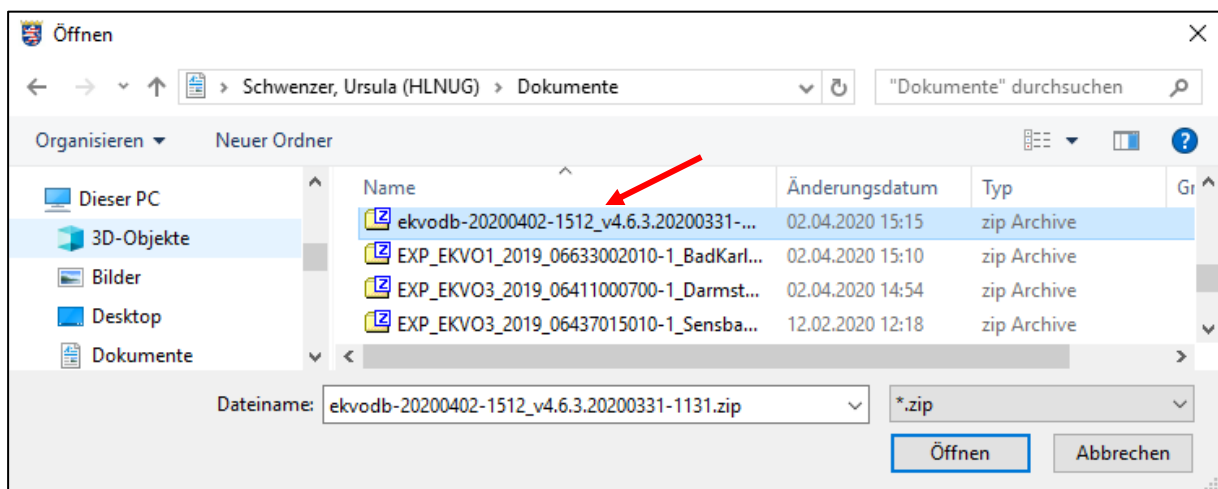 Öffnen
Schwenzer, Ursula (HLNUG) > Dokumente
"Dokumente" durchsuchen
Organisieren
Neuer Ordner
Name Änderungsdatum Typ Gr
Dieser PC
ekvodb-20200402-1512_v4.6.3.20200331-... 02.04.2020 15:15 zip Archive
3D-Objekte
EXP_EKVO1_2019_06633002010-1_BadKarl... 02.04.2020 15:10 zip Archive
Bilder
EXP_EKVO3_2019_06411000700-1_Darmst... 02.04.2020 14:54 zip Archive
Desktop
EXP_EKVO3_2019_06437015010-1_Sensba... 12.02.2020 12:18 zip Archive
Dokumente
Dateiname: ekvodb-20200402-1512_v4.6.3.20200331-1131.zip *.zip
Öffnen Abbrechen